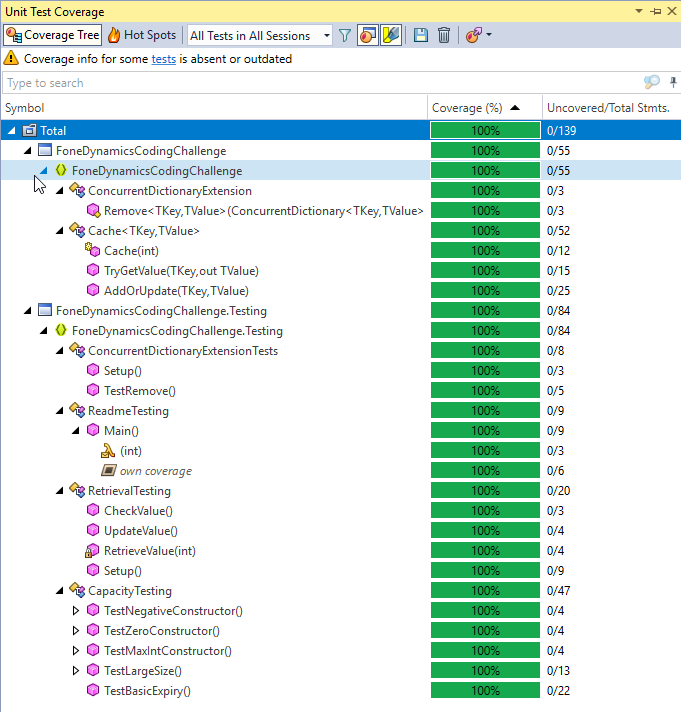 Unit Test Coverage
Coverage Tree Hot Spots All Tests in All Sessions
Coverage info for some tests is absent or outdated
Type to search
Symbol Coverage (%) Uncovered/Total Stmts.
Total 100% 0/139
FoneDynamicsCodingChallenge 100% 0/55
FoneDynamicsCodingChallenge 100% 0/55
ConcurrentDictionaryExtension 100% 0/3
Remove<TKey,TValue>(ConcurrentDictionary<TKey,TValue> 100% 0/3
Cache<TKey,TValue> 100% 0/52
Cache(int) 100% 0/12
TryGetValue(TKey,out TValue) 100% 0/15
AddOrUpdate(TKey,TValue) 100% 0/25
FoneDynamicsCodingChallenge.Testing 100% 0/84
FoneDynamicsCodingChallenge.Testing 100% 0/84
ConcurrentDictionaryExtensionTests 100% 0/8
Setup() 100% 0/3
TestRemove() 100% 0/5
ReadmeTesting 100% 0/9
Main() 100% 0/9
(int) 100% 0/3
own coverage 100% 0/6
RetrievalTesting 100% 0/20
CheckValue() 100% 0/3
UpdateValue() 100% 0/4
RetrieveValue(int) 100% 0/4
Setup() 100% 0/9
CapacityTesting 100% 0/47
TestNegativeConstructor() 100% 0/4
TestZeroConstructor() 100% 0/4
TestMaxIntConstructor() 100% 0/4
TestLargeSize() 100% 0/13
TestBasicExpiry() 100% 0/22